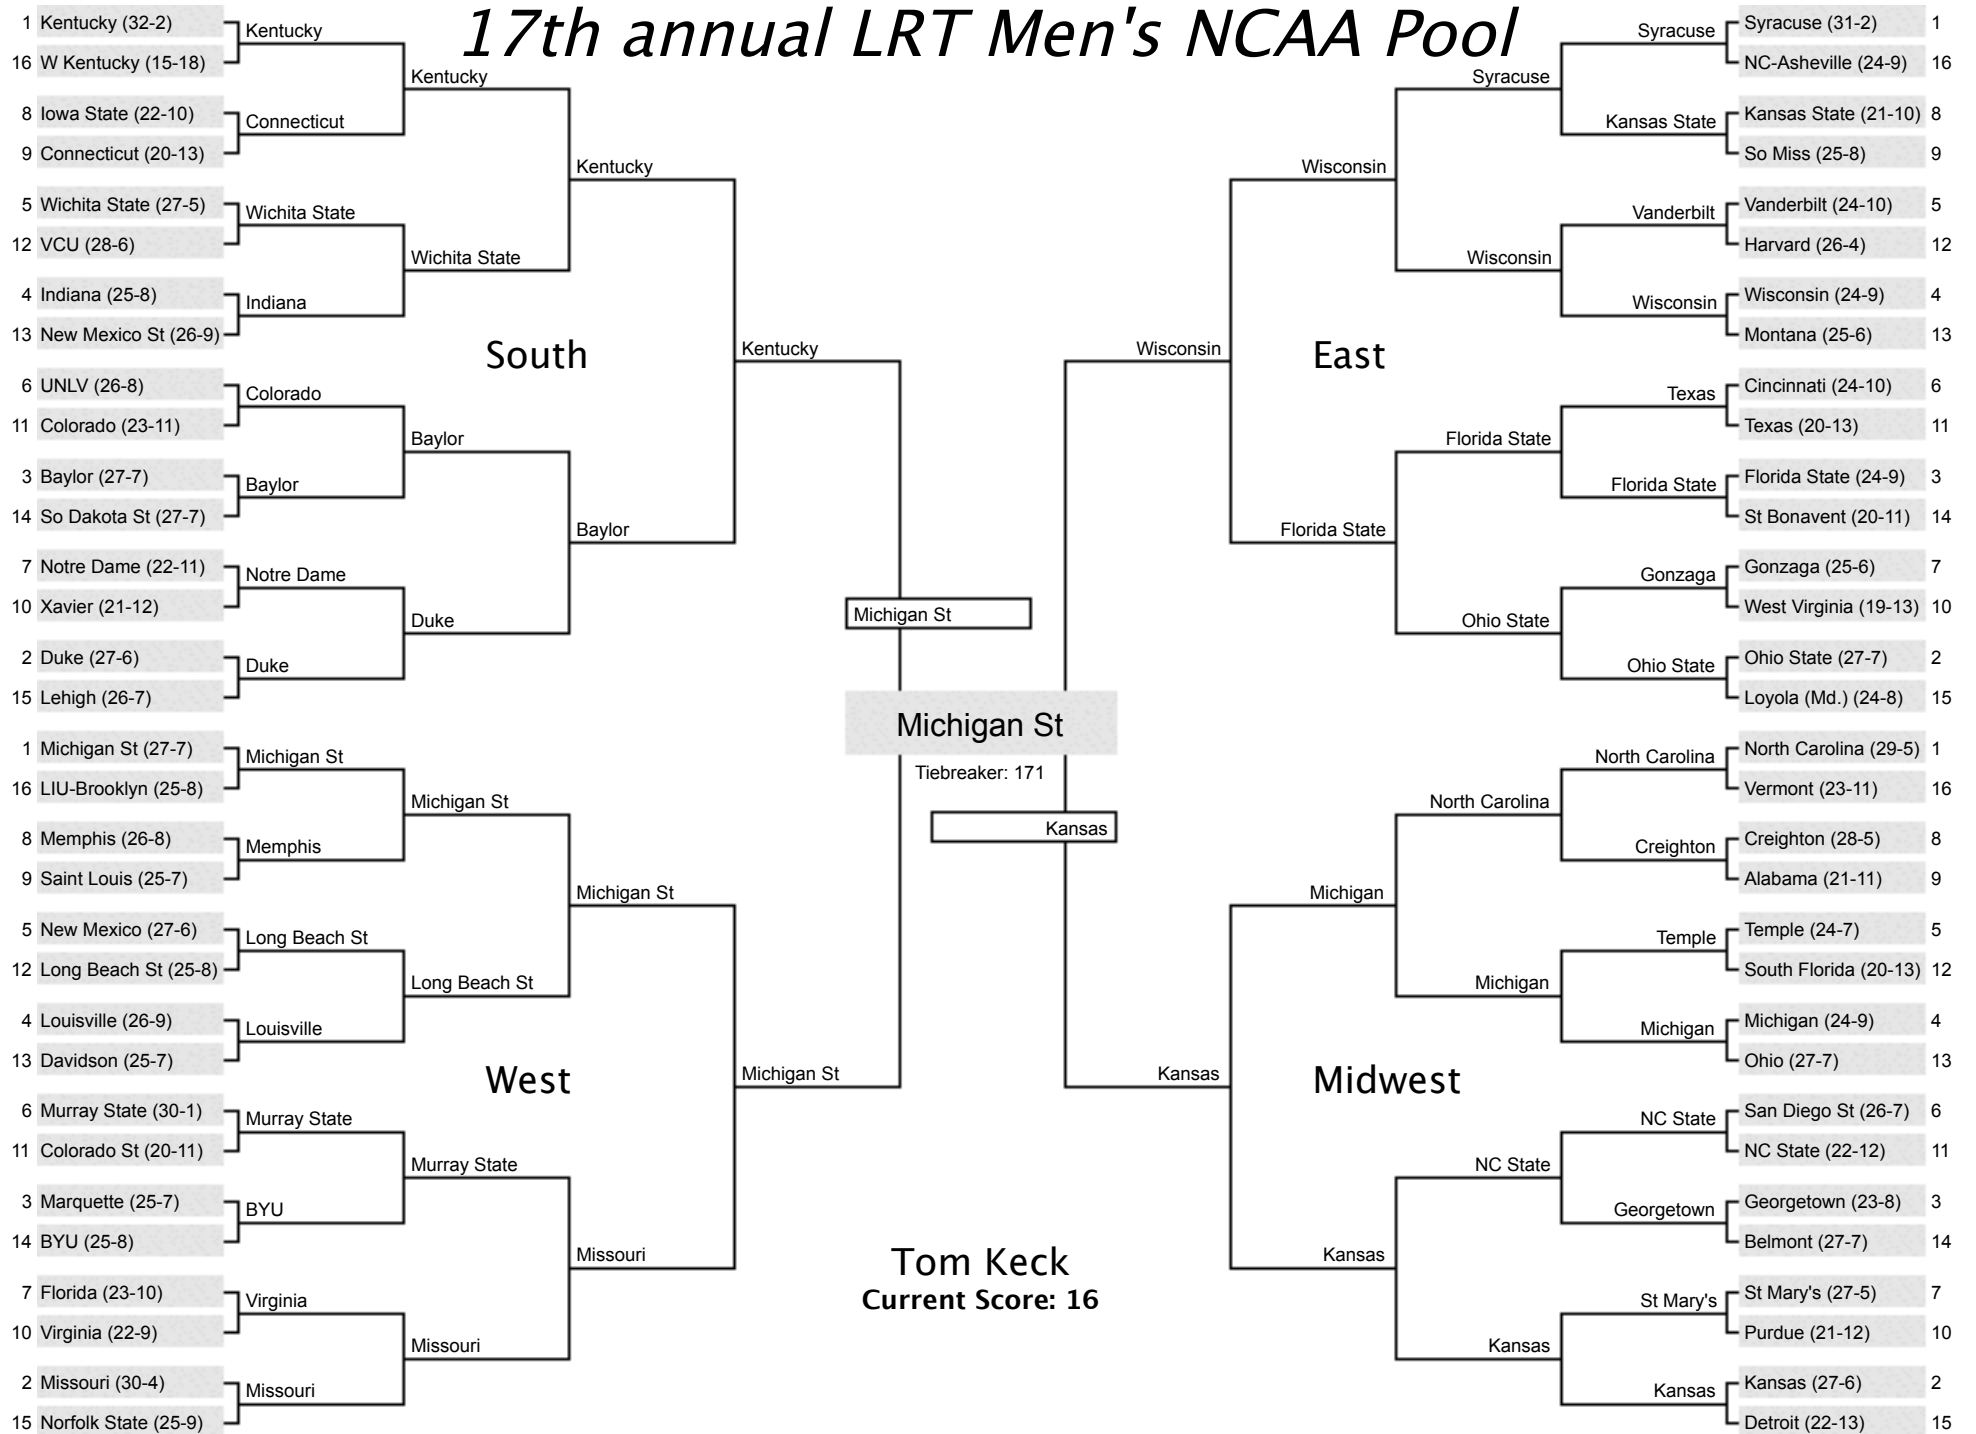 17th annual LRT Men's NCAA Pool
1 Kentucky (32-2)
16 W Kentucky (15-18)
8 Iowa State (22-10)
9 Connecticut (20-13)
5 Wichita State (27-5)
12 VCU (28-6)
4 Indiana (25-8)
13 New Mexico St (26-9)
6 UNLV (26-8)
11 Colorado (23-11)
3 Baylor (27-7)
14 So Dakota St (27-7)
7 Notre Dame (22-11)
10 Xavier (21-12)
2 Duke (27-6)
15 Lehigh (26-7)
Kentucky
Connecticut
Wichita State
Indiana
Colorado
Baylor
Notre Dame
Duke
Kentucky
Wichita State
Baylor
Duke
Kentucky
Baylor
Kentucky
South
1 Michigan St (27-7)
16 LIU-Brooklyn (25-8)
8 Memphis (26-8)
9 Saint Louis (25-7)
5 New Mexico (27-6)
12 Long Beach St (25-8)
4 Louisville (26-9)
13 Davidson (25-7)
6 Murray State (30-1)
11 Colorado St (20-11)
3 Marquette (25-7)
14 BYU (25-8)
7 Florida (23-10)
10 Virginia (22-9)
2 Missouri (30-4)
15 Norfolk State (25-9)
Michigan St
Memphis
Long Beach St
Louisville
Murray State
BYU
Virginia
Missouri
Michigan St
Long Beach St
Murray State
Missouri
Michigan St
Missouri
Michigan St
West
Michigan St
Michigan St
Tiebreaker: 171
Kansas
Tom Keck
Current Score: 16
Syracuse (31-2) 1
NC-Asheville (24-9) 16
Kansas State (21-10) 8
So Miss (25-8) 9
Vanderbilt (24-10) 5
Harvard (26-4) 12
Wisconsin (24-9) 4
Montana (25-6) 13
Cincinnati (24-10) 6
Texas (20-13) 11
Florida State (24-9) 3
St Bonavent (20-11) 14
Gonzaga (25-6) 7
West Virginia (19-13) 10
Ohio State (27-7) 2
Loyola (Md.) (24-8) 15
Syracuse
Kansas State
Vanderbilt
Wisconsin
Texas
Florida State
Gonzaga
Ohio State
Syracuse
Wisconsin
Florida State
Ohio State
Wisconsin
Florida State
Wisconsin
East
North Carolina (29-5) 1
Vermont (23-11) 16
Creighton (28-5) 8
Alabama (21-11) 9
Temple (24-7) 5
South Florida (20-13) 12
Michigan (24-9) 4
Ohio (27-7) 13
San Diego St (26-7) 6
NC State (22-12) 11
Georgetown (23-8) 3
Belmont (27-7) 14
St Mary's (27-5) 7
Purdue (21-12) 10
Kansas (27-6) 2
Detroit (22-13) 15
North Carolina
Creighton
Temple
Michigan
NC State
Georgetown
St Mary's
Kansas
North Carolina
Michigan
NC State
Kansas
Michigan
Kansas
Kansas
Midwest